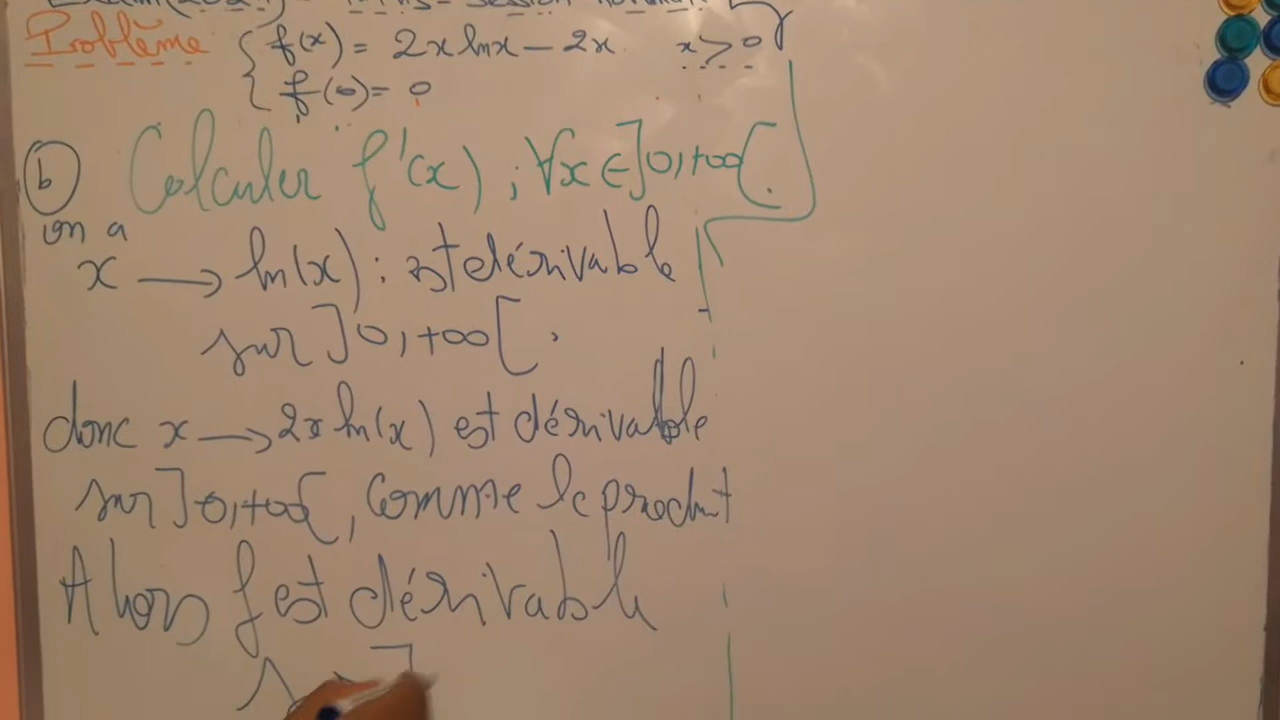 Problème { f(x) = 2x lnx - 2x x > 0
{ f(0) = 0
b Calculer f'(x) ; ∀x ∈ ]0,+∞[.
on a
x → ln(x) : est dérivable
sur ]0,+∞[.
donc x → 2x ln(x) est dérivable
sur ]0,+∞[, comme le produit
Alors f est dérivable